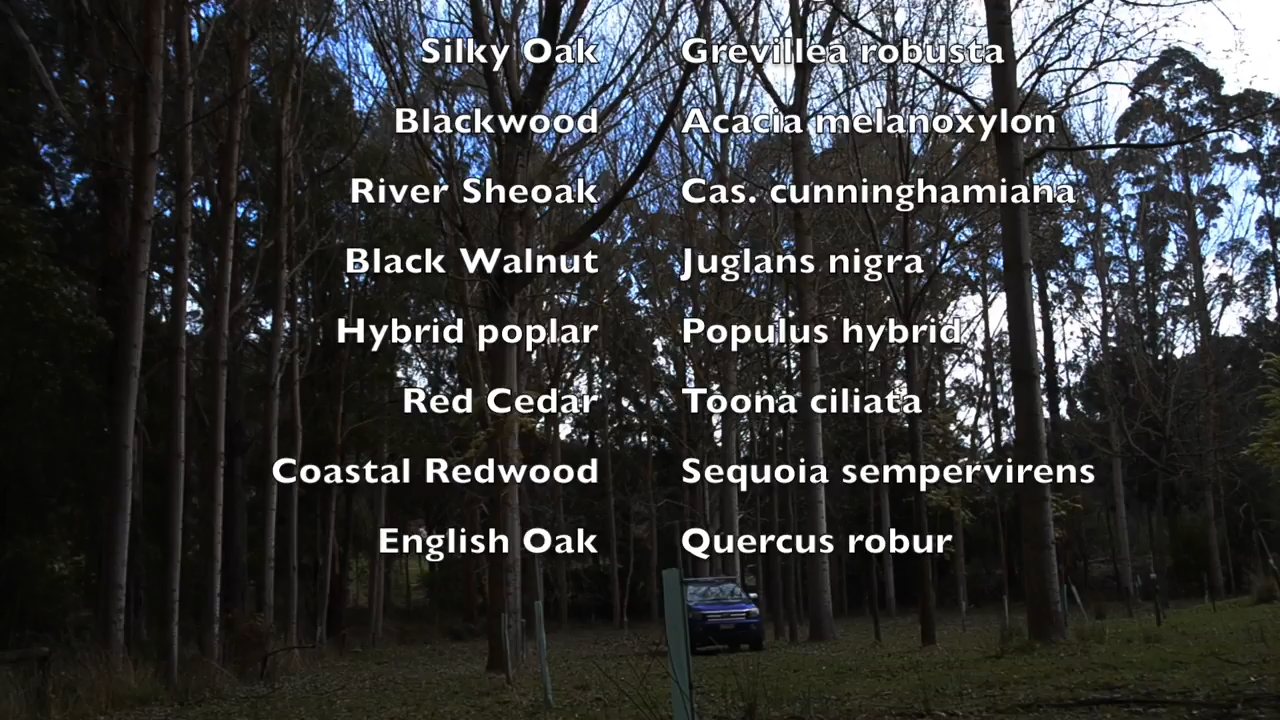 Silky Oak Grevillea robusta
Blackwood Acacia melanoxylon
River Sheoak Cas. cunninghamiana
Black Walnut Juglans nigra
Hybrid poplar Populus hybrid
Red Cedar Toona ciliata
Coastal Redwood Sequoia sempervirens
English Oak Quercus robur